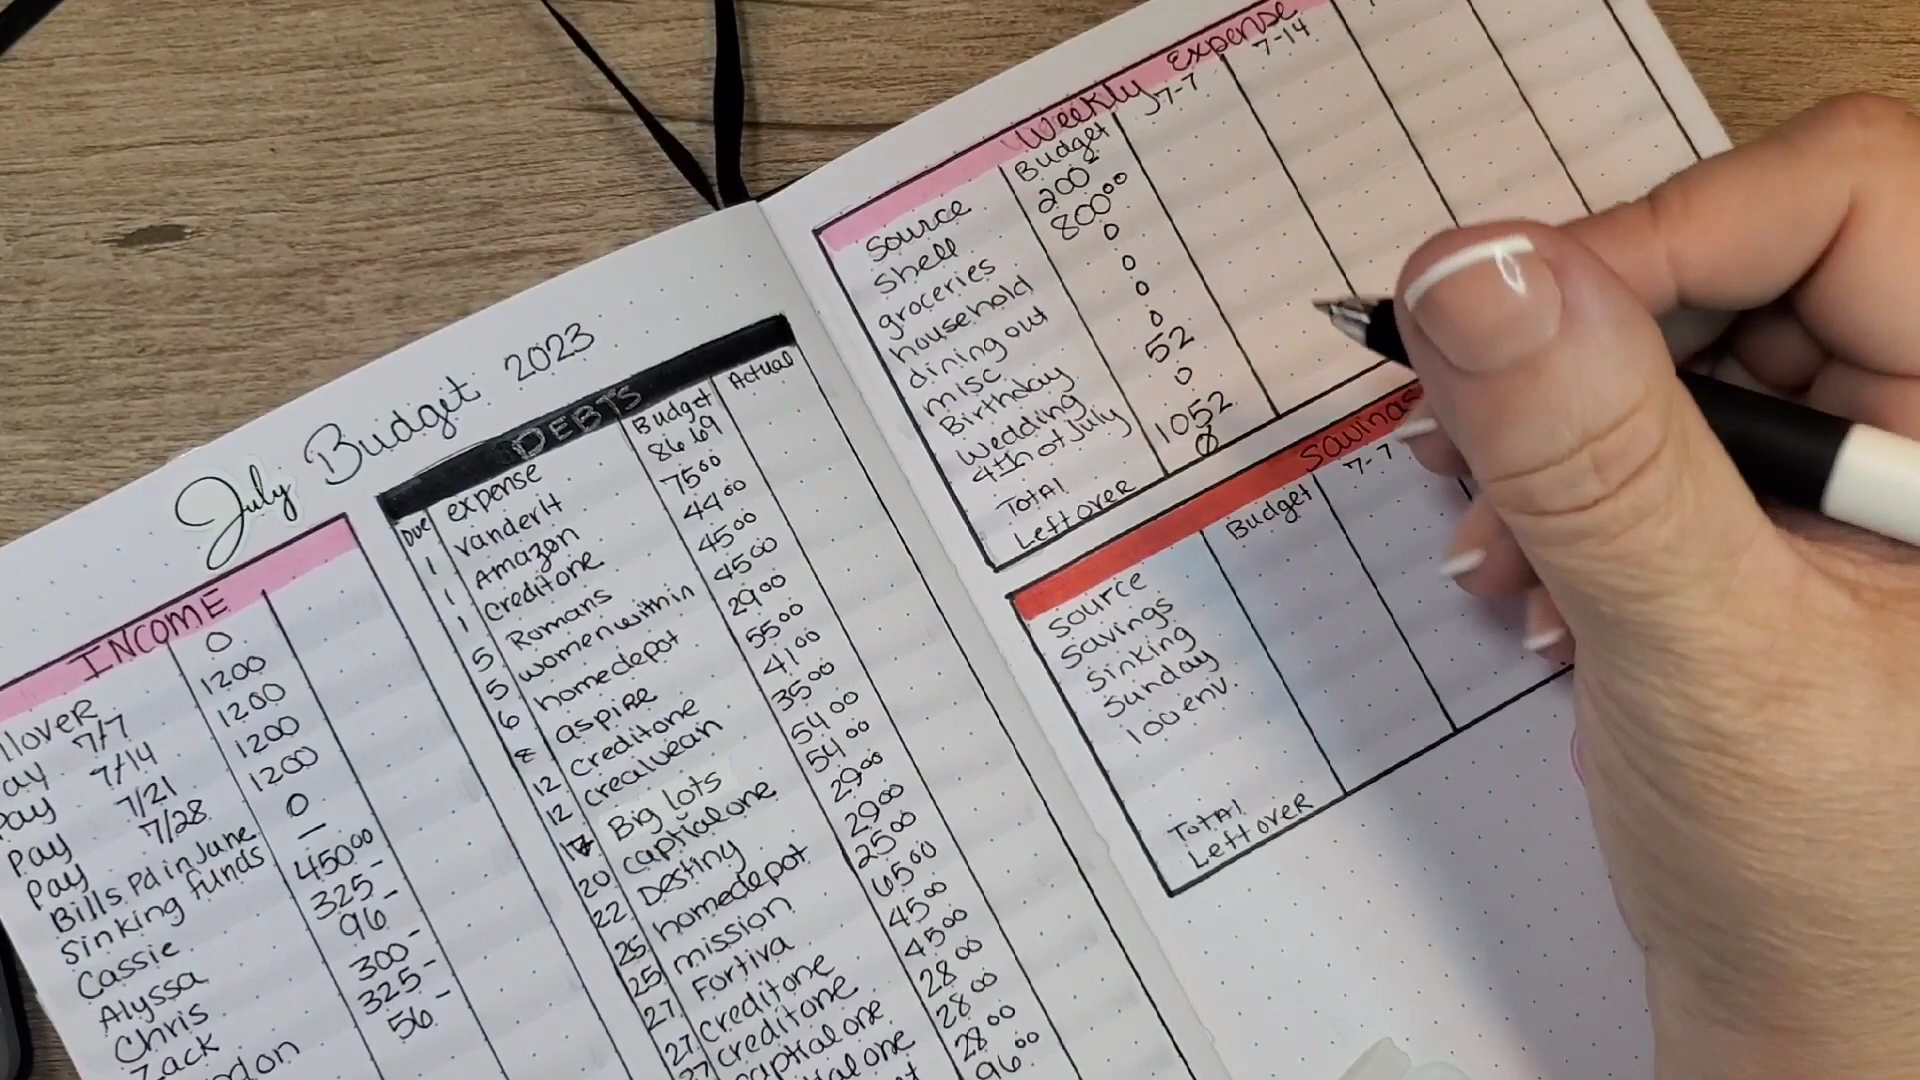 July Budget 2023
INCOME
llover 0
ay 7/7 1200
Pay 7/14 1200
Pay 7/21 1200
Pay 7/28 1200
Bills Pd in June 0
Sinking funds —
Cassie 450 00
Alyssa 325-
Chris 96-
Zack 300-
don 325-
56-
DEBTS
Due expense Budget Actual
1 vanderlt 86 69
1 Amazon 75 00
1 creditone 44 00
5 Romans 45 00
5 womenwithin 45 00
6 homedepot 29 00
8 aspire 55 00
12 creditone 41 00
12 crealvean 35 00
17 Big lots 54 00
20 captialone 54 00
22 Destiny 29 00
25 homedepot 29 00
25 mission 25 00
27 Fortiva 65 00
27 creditone 45 00
27 creditone 45 00
captial one 28 00
ital one 28 00
28 00
96 00
Weekly Expense
Source Budget 7-7 7-14
Shell 200
groceries 800 00
household 0
dining out 0
misc 0
Birthday 0
wedding 52
4th of July 0
Total 1052
Leftover 0
Savings
Source Budget 7-7
Savings
Sinking
Sunday
100 env.
Total
Leftover